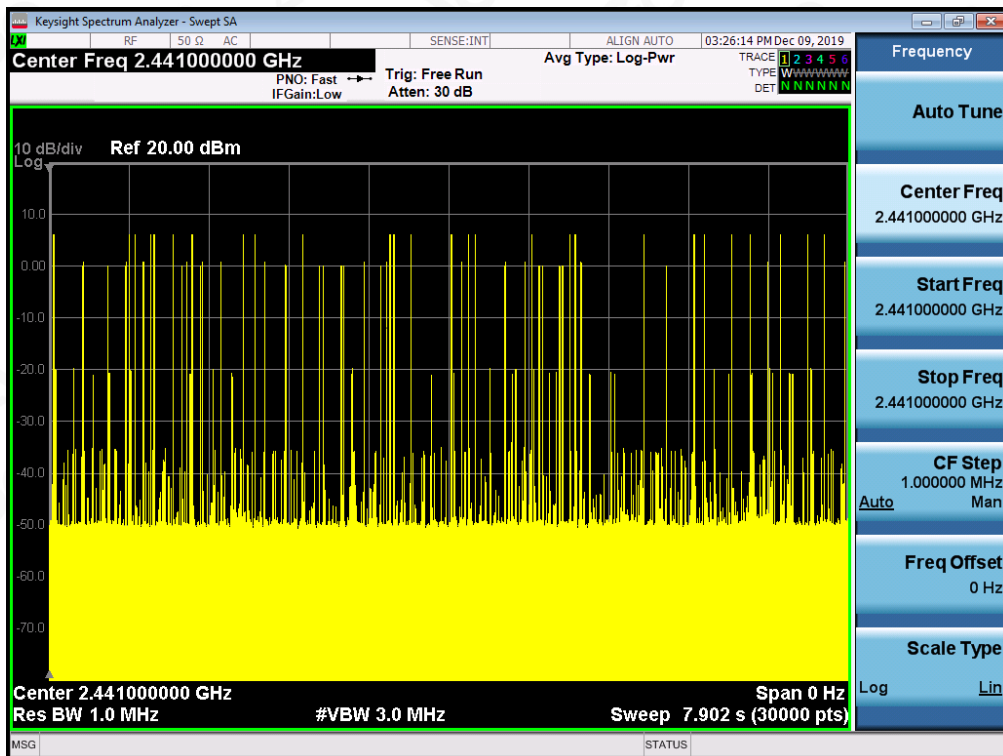 Keysight Spectrum Analyzer - Swept SA
LXI
RF
50 Ω
AC
SENSE:INT
ALIGN AUTO
03:26:14 PM Dec 09, 2019
Center Freq 2.441000000 GHz
PNO: Fast
IFGain:Low
Trig: Free Run
Atten: 30 dB
Avg Type: Log-Pwr
TRACE 1 2 3 4 5 6
TYPE WWWWWW
DET N N N N N N
10 dB/div
Log
Ref 20.00 dBm
10.0
0.00
-10.0
-20.0
-30.0
-40.0
-50.0
-60.0
-70.0
Center 2.441000000 GHz
Span 0 Hz
Res BW 1.0 MHz
#VBW 3.0 MHz
Sweep 7.902 s (30000 pts)
MSG
STATUS
Frequency
Auto Tune
Center Freq
2.441000000 GHz
Start Freq
2.441000000 GHz
Stop Freq
2.441000000 GHz
CF Step
1.000000 MHz
Auto Man
Freq Offset
0 Hz
Scale Type
Log Lin